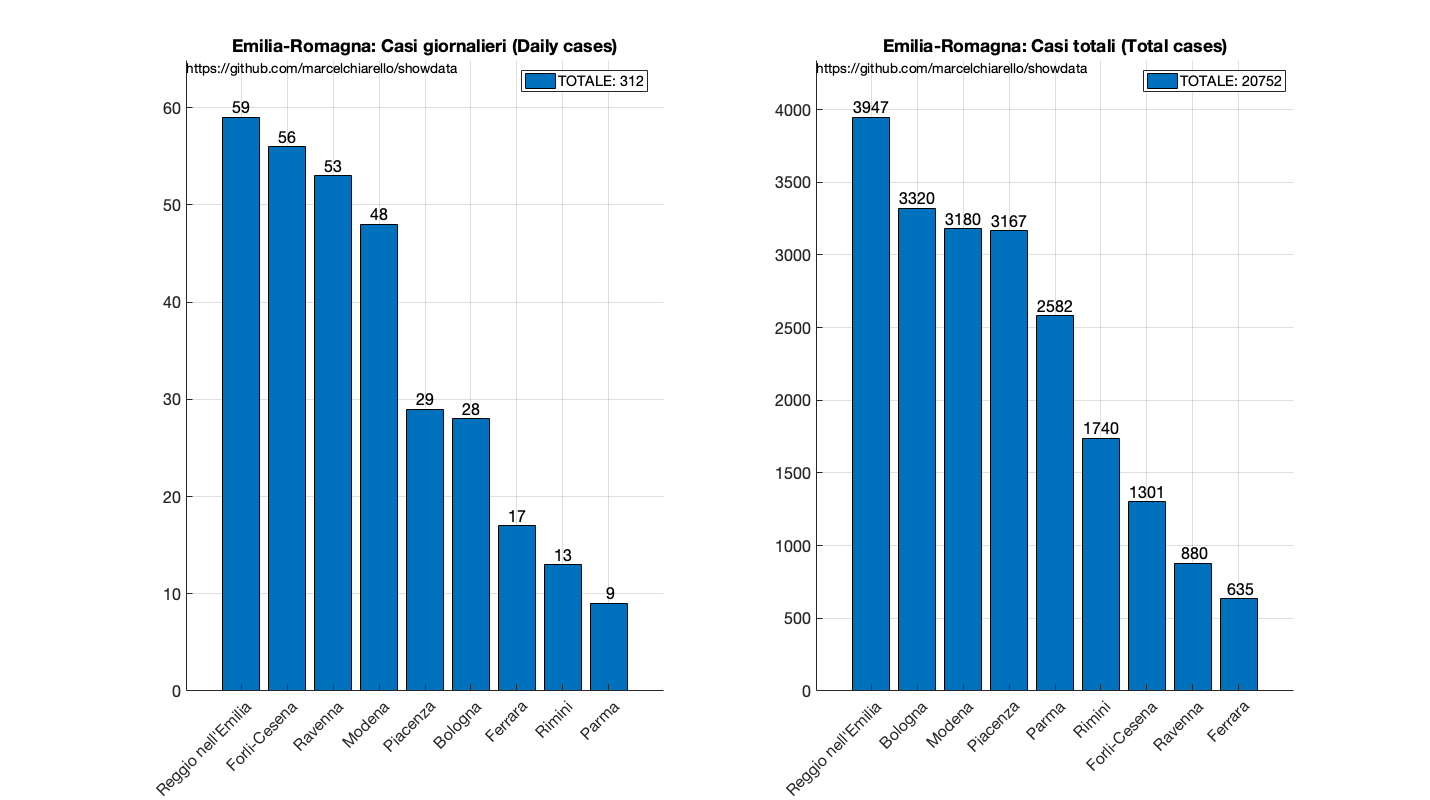 Emilia-Romagna: Casi giornalieri (Daily cases)
https://github.com/marcelchiarello/showdata
TOTALE: 312
60
50
40
30
20
10
0
59
56
53
48
29
28
17
13
9
Reggio nell'Emilia
Forlì-Cesena
Ravenna
Modena
Piacenza
Bologna
Ferrara
Rimini
Parma
Emilia-Romagna: Casi totali (Total cases)
https://github.com/marcelchiarello/showdata
TOTALE: 20752
4000
3500
3000
2500
2000
1500
1000
500
0
3947
3320
3180
3167
2582
1740
1301
880
635
Reggio nell'Emilia
Bologna
Modena
Piacenza
Parma
Rimini
Forlì-Cesena
Ravenna
Ferrara